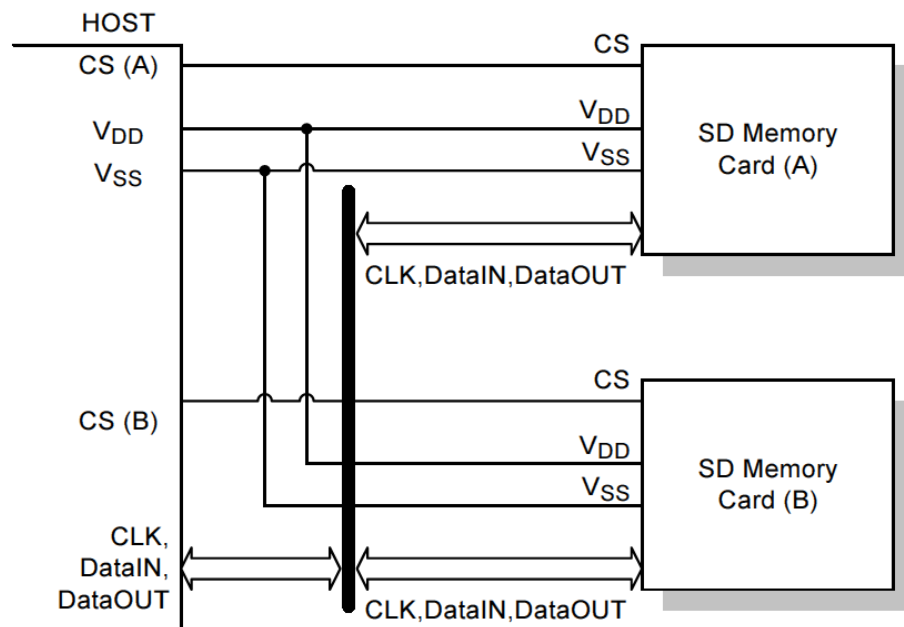 HOST
CS (A)
CS
VDD
VDD
VSS
VSS
SD Memory
Card (A)
CLK,DataIN,DataOUT
CS
CS (B)
VDD
VSS
SD Memory
Card (B)
CLK,
DataIN,
DataOUT
CLK,DataIN,DataOUT